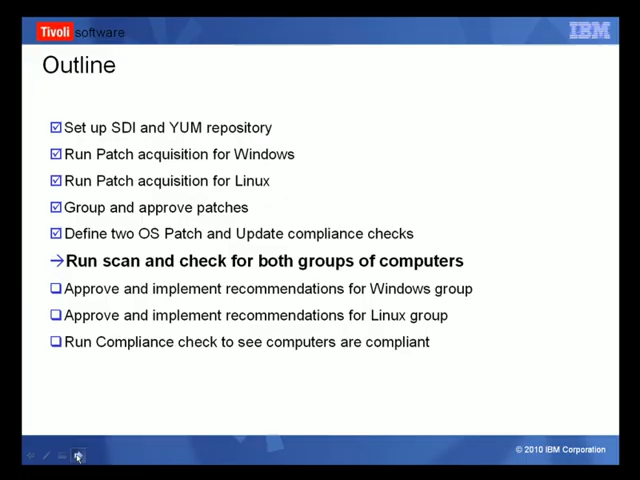 Tivoli software
IBM
Outline
Set up SDI and YUM repository
Run Patch acquisition for Windows
Run Patch acquisition for Linux
Group and approve patches
Define two OS Patch and Update compliance checks
Run scan and check for both groups of computers
Approve and implement recommendations for Windows group
Approve and implement recommendations for Linux group
Run Compliance check to see computers are compliant
© 2010 IBM Corporation